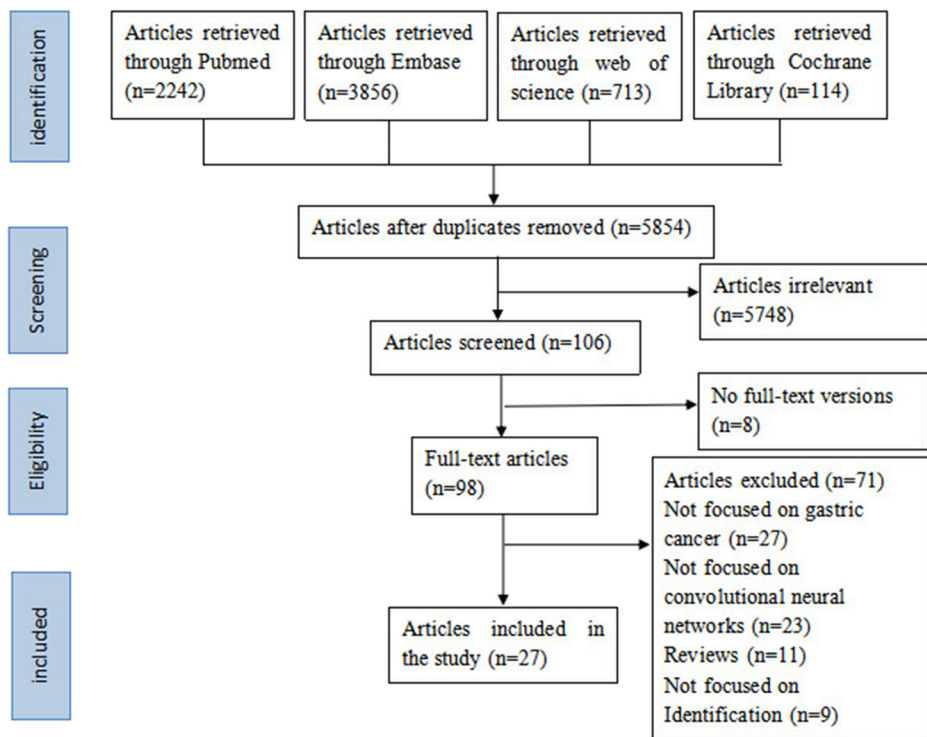 identification
Articles retrieved
through Pubmed
(n=2242)
Articles retrieved
through Embase
(n=3856)
Articles retrieved
through web of
science (n=713)
Articles retrieved
through Cochrane
Library (n=114)
Screening
Articles after duplicates removed (n=5854)
Articles irrelevant
(n=5748)
Articles screened (n=106)
Eligibility
No full-text versions
(n=8)
Full-text articles
(n=98)
Articles excluded (n=71)
Not focused on gastric
cancer (n=27)
Not focused on
convolutional neural
networks (n=23)
Reviews (n=11)
Not focused on
Identification (n=9)
included
Articles included in
the study (n=27)